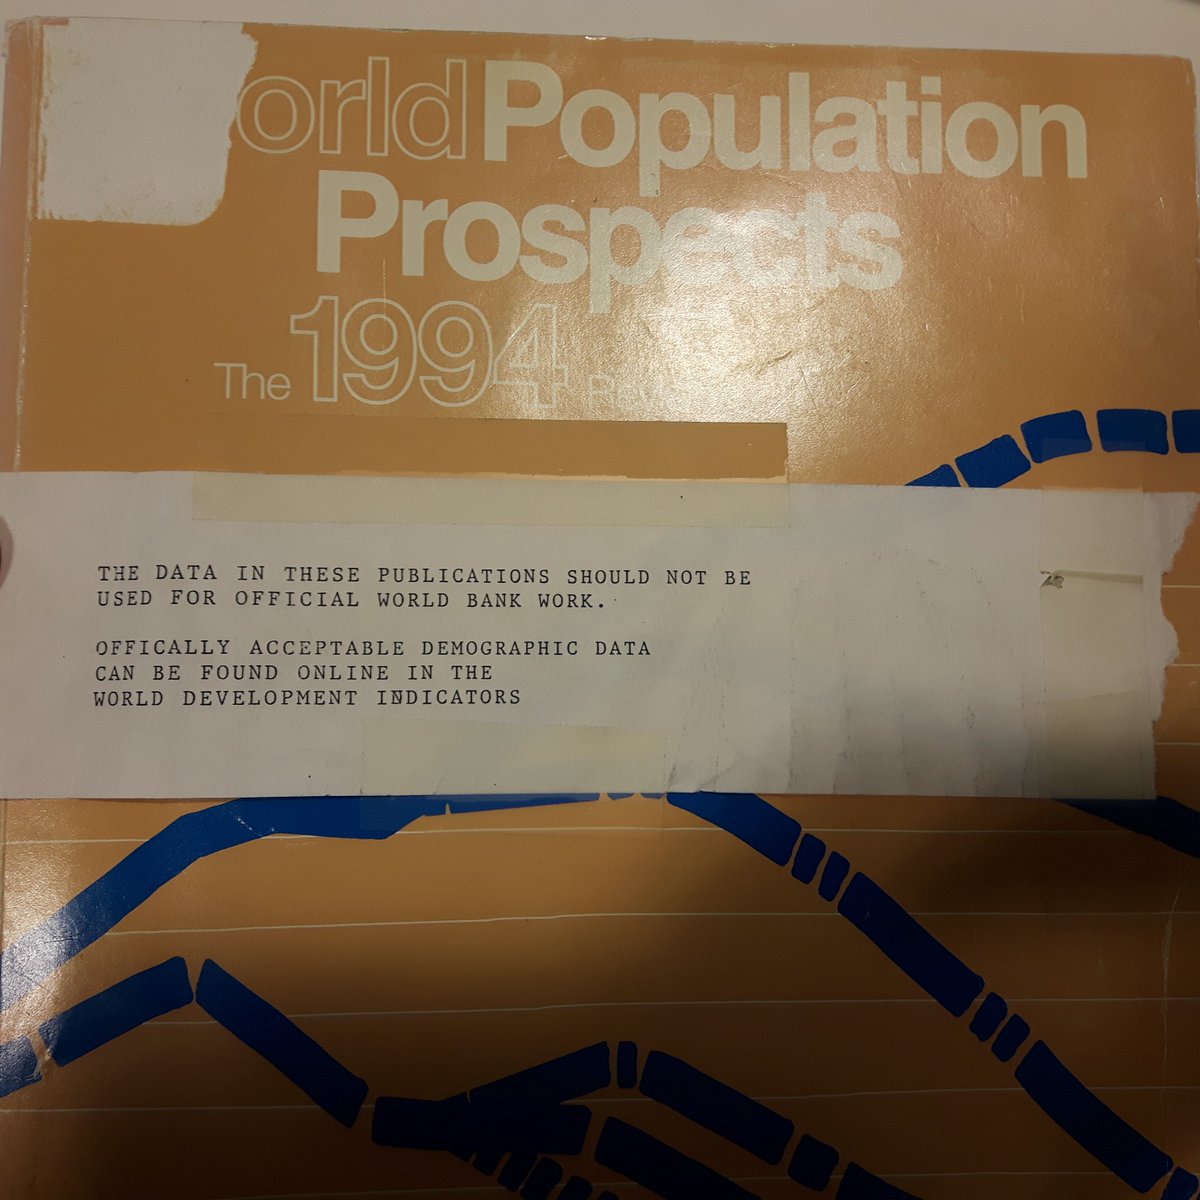 orld Population
Prospects
The 1994
THE DATA IN THESE PUBLICATIONS SHOULD NOT BE
USED FOR OFFICIAL WORLD BANK WORK.
OFFICALLY ACCEPTABLE DEMOGRAPHIC DATA
CAN BE FOUND ONLINE IN THE
WORLD DEVELOPMENT INDICATORS